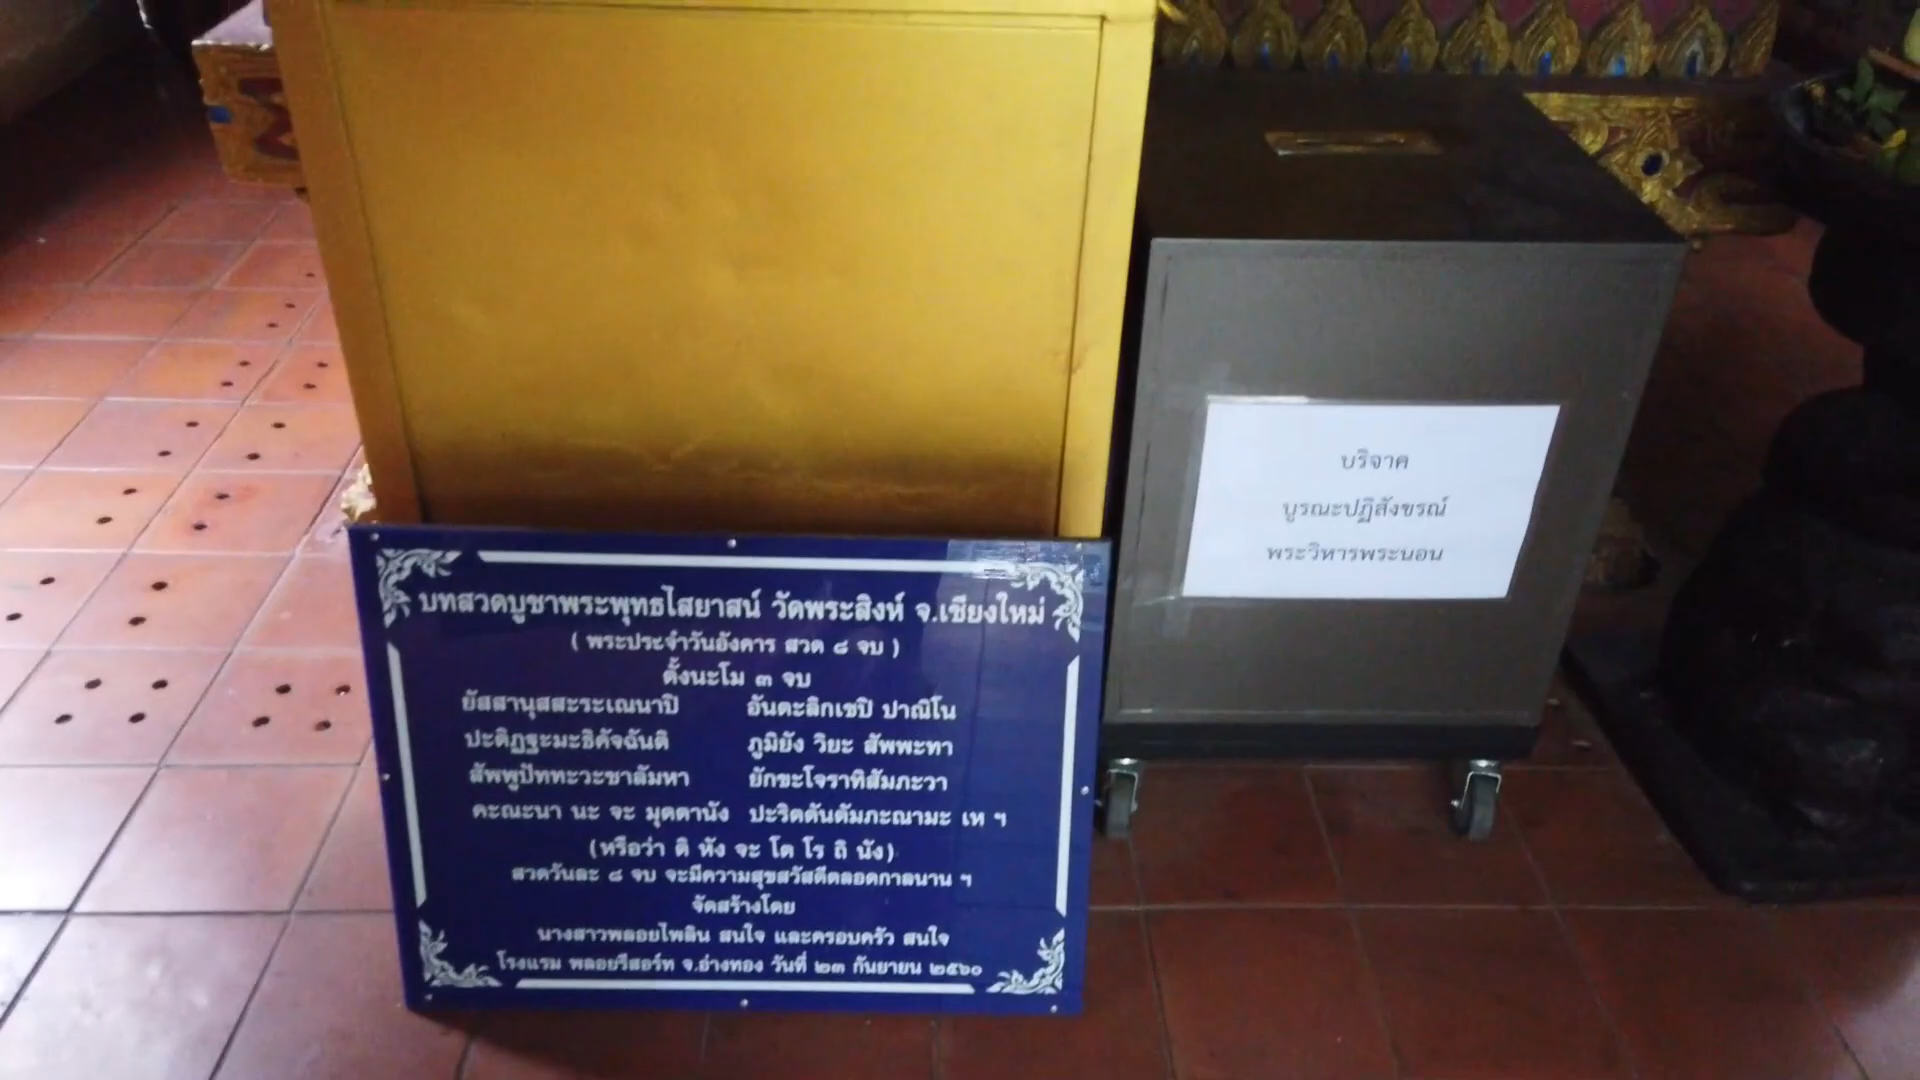 บทสวดบูชาพระพุทธไสยาสน์ วัดพระสิงห์ จ.เชียงใหม่
( พระประจำวันอังคาร สวด ๘ จบ )
ตั้งนะโม ๓ จบ
ยัสสานุสสะระเณนาปิ อันตะลิกเขปิ ปาณิโน
ปะติฏฐะมะธิคัจฉันติ ภูมิยัง วิยะ สัพพะทา
สัพพูปัททะวะชาลัมหา ยักขะโจราทิสัมภะวา
คะณะนา นะ จะ มุตตานัง ปะริตตันตัมภะณามะ เห ฯ
(หรือว่า ติ หัง จะ โต โร ถิ นัง)
สวดวันละ ๘ จบ จะมีความสุขสวัสดีตลอดกาลนาน ฯ
จัดสร้างโดย
นางสาวพลอยไพลิน สนใจ และครอบครัว สนใจ
โรงแรม พลอยรีสอร์ท จ.อ่างทอง วันที่ ๒๓ กันยายน ๒๕๖๐
บริจาค
บูรณะปฏิสังขรณ์
พระวิหารพระนอน